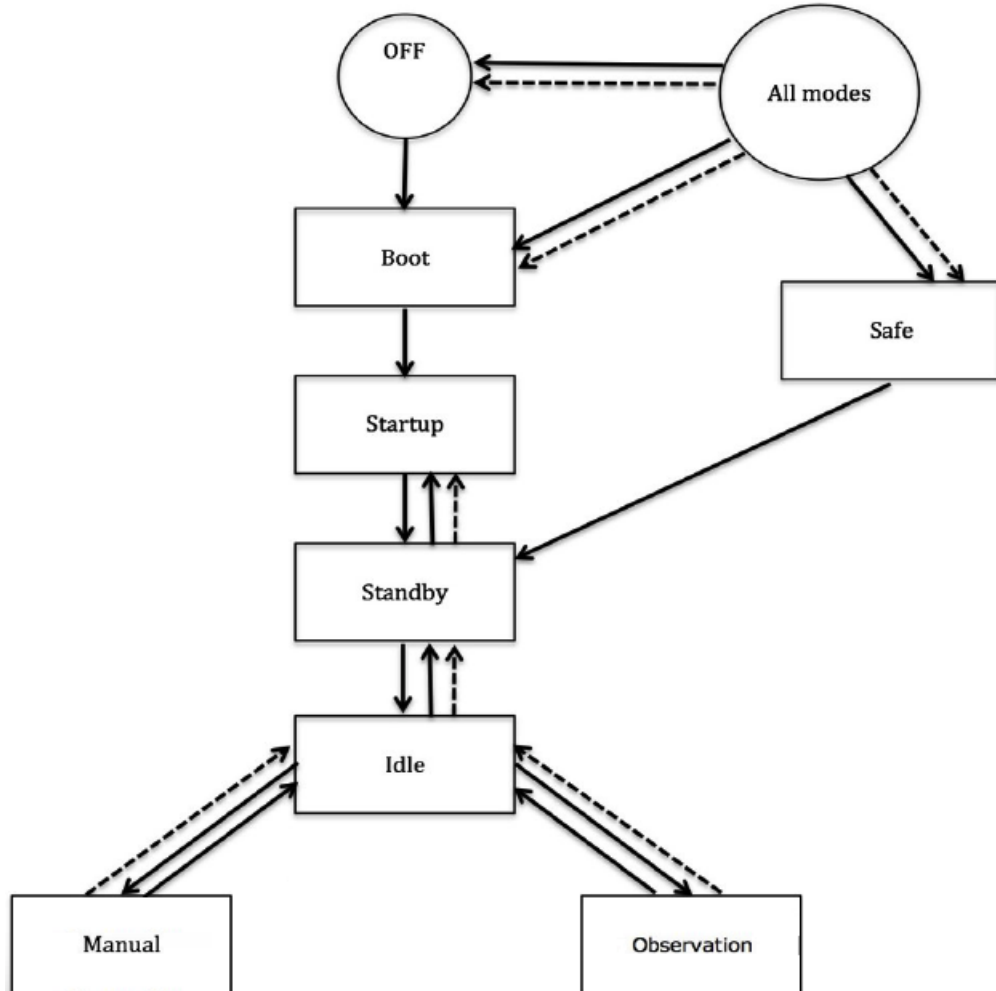 OFF
All modes
Boot
Safe
Startup
Standby
Idle
Manual
Observation